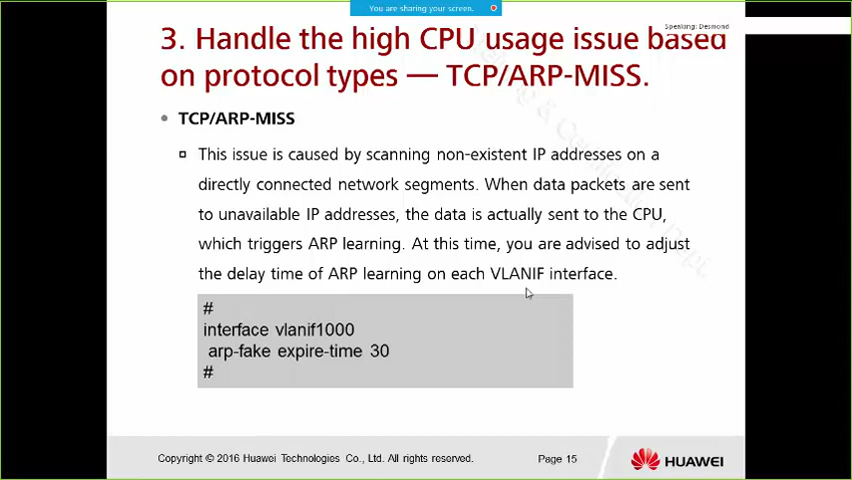 You are sharing your screen.
Speaking: Desmond
3. Handle the high CPU usage issue based
on protocol types — TCP/ARP-MISS.
TCP/ARP-MISS
This issue is caused by scanning non-existent IP addresses on a
directly connected network segments. When data packets are sent
to unavailable IP addresses, the data is actually sent to the CPU,
which triggers ARP learning. At this time, you are advised to adjust
the delay time of ARP learning on each VLANIF interface.
#
interface vlanif1000
arp-fake expire-time 30
#
Copyright © 2016 Huawei Technologies Co., Ltd. All rights reserved.
Page 15
HUAWEI